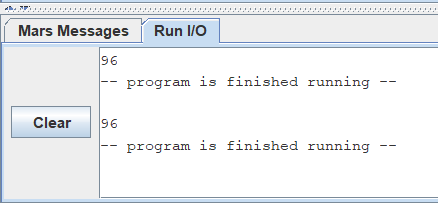 Mars Messages Run I/O
Clear
96
-- program is finished running --
96
-- program is finished running --